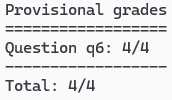 Provisional grades
==================
Question q6: 4/4
------------------
Total: 4/4